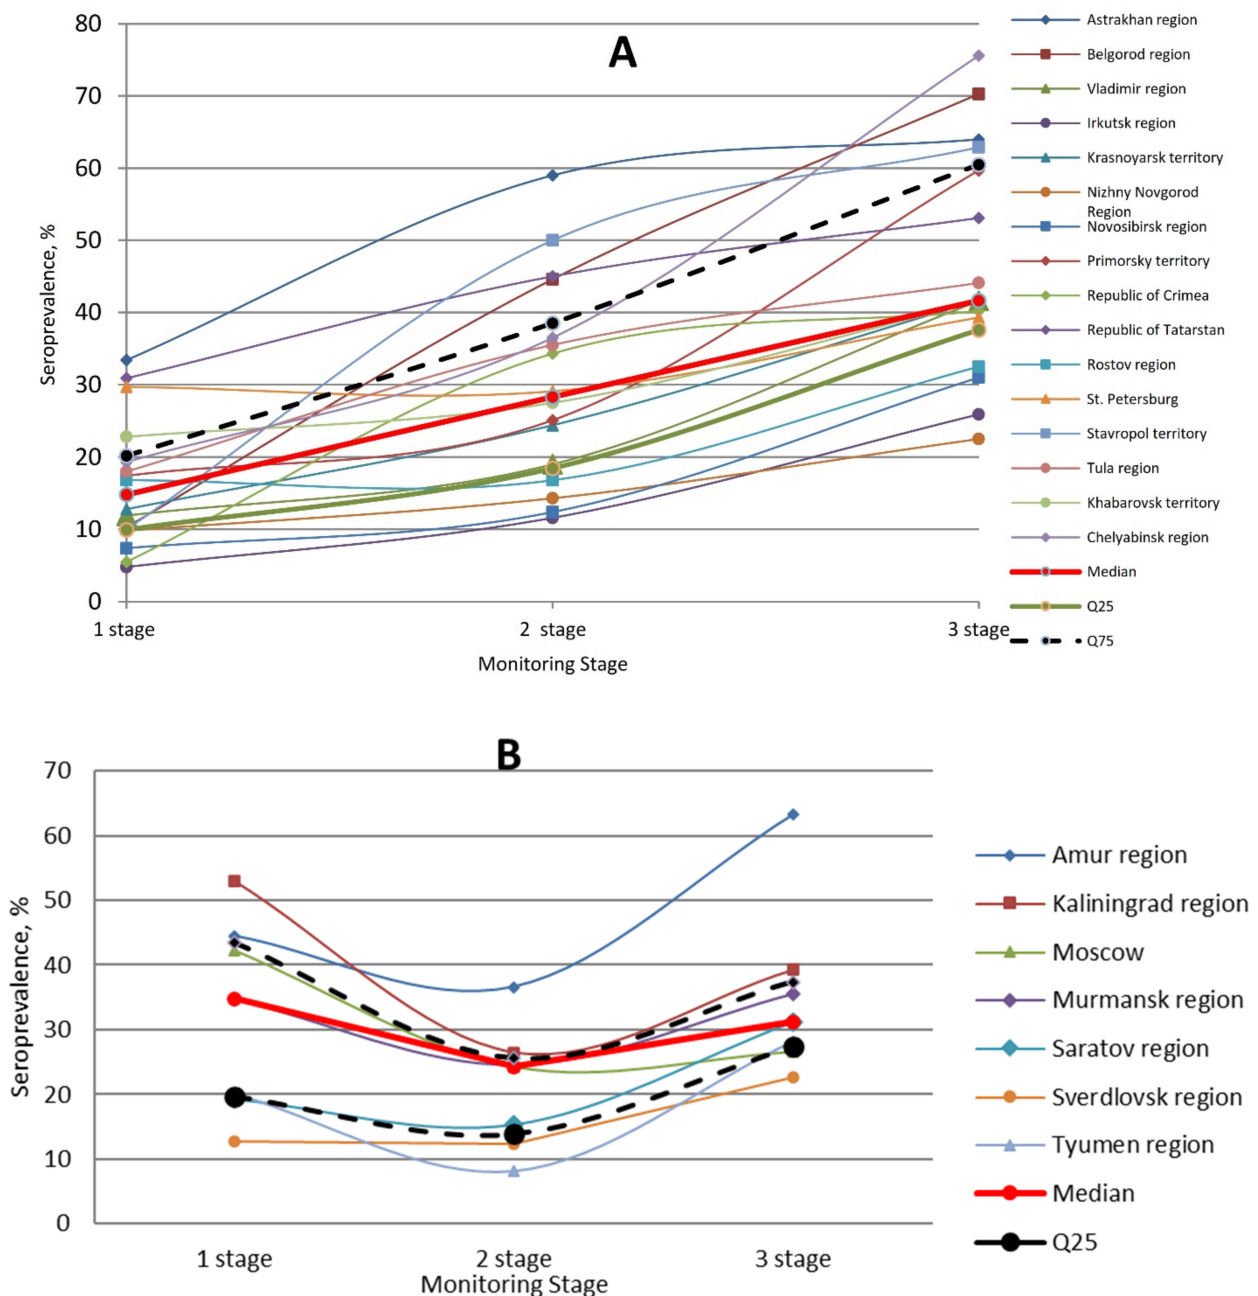 A
80
70
60
50
40
30
20
10
0
Seroprevalence, %
1 stage
2 stage
3 stage
Monitoring Stage
Astrakhan region
Belgorod region
Vladimir region
Irkutsk region
Krasnoyarsk territory
Nizhny Novgorod
Region
Novosibirsk region
Primorsky territory
Republic of Crimea
Republic of Tatarstan
Rostov region
St. Petersburg
Stavropol territory
Tula region
Khabarovsk territory
Chelyabinsk region
Median
Q25
Q75
B
70
60
50
40
30
20
10
0
Seroprevalence, %
1 stage
2 stage
3 stage
Monitoring Stage
Amur region
Kaliningrad region
Moscow
Murmansk region
Saratov region
Sverdlovsk region
Tyumen region
Median
Q25